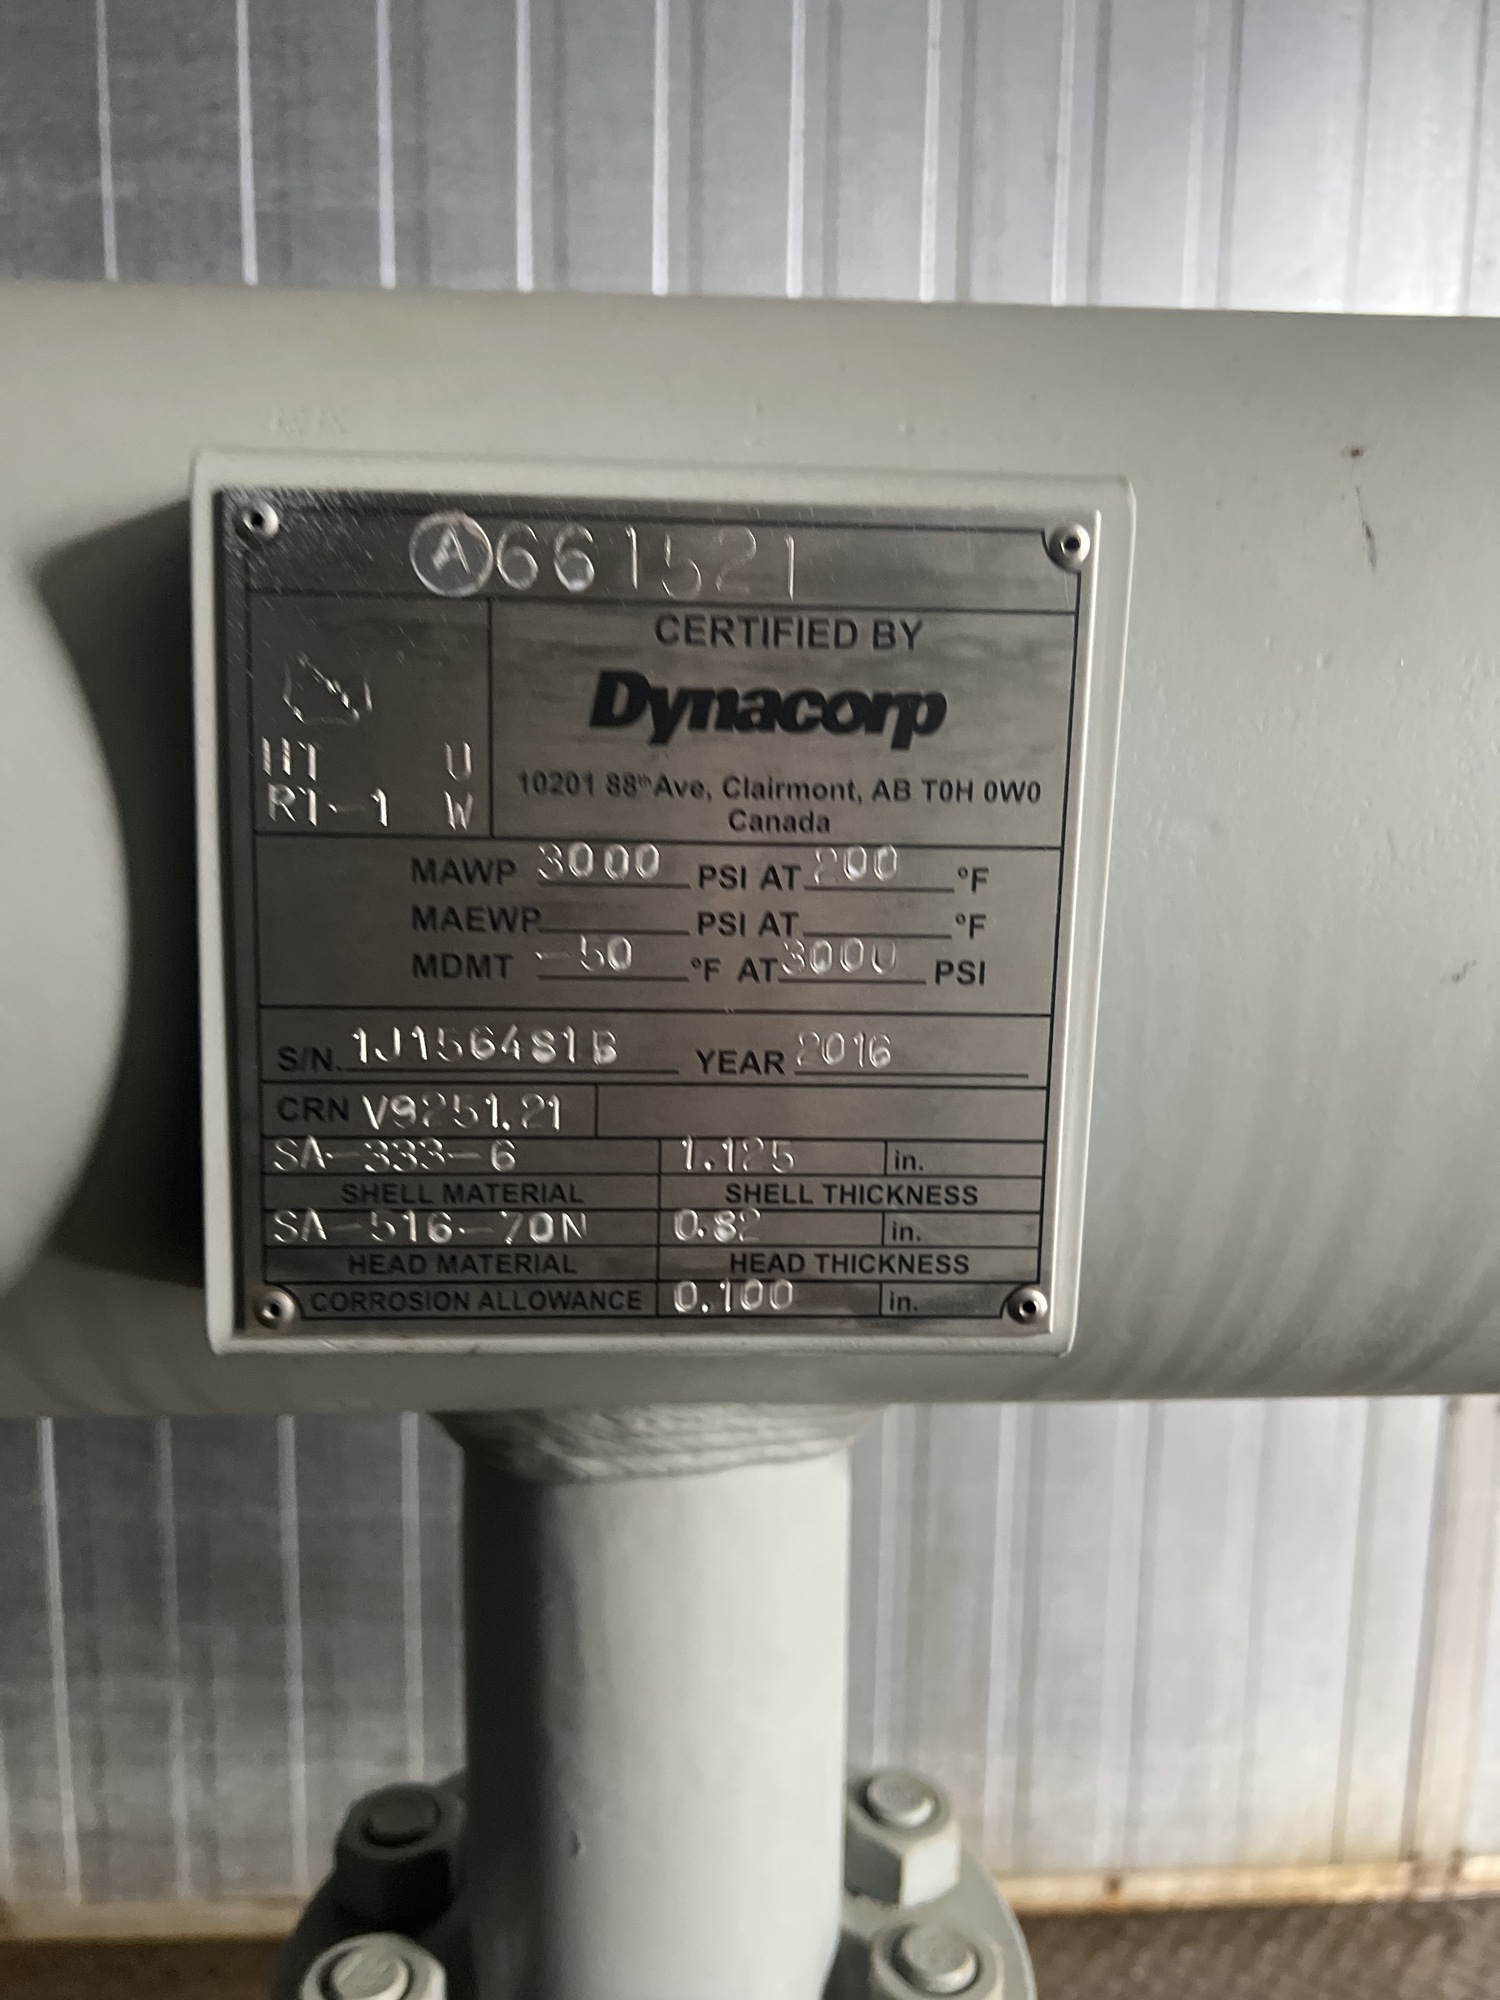 Ⓐ661521
CERTIFIED BY
Dynacorp
10201 88th Ave, Clairmont, AB T0H 0W0
Canada
HT U
RT-1 W
MAWP 3000 PSI AT 200 °F
MAEWP PSI AT °F
MDMT -50 °F AT 3000 PSI
S/N. 1J156481B YEAR 2016
CRN V9251.21
SA-333-6 1.125 in.
SHELL MATERIAL SHELL THICKNESS
SA-516-70N 0.82 in.
HEAD MATERIAL HEAD THICKNESS
CORROSION ALLOWANCE 0.100 in.